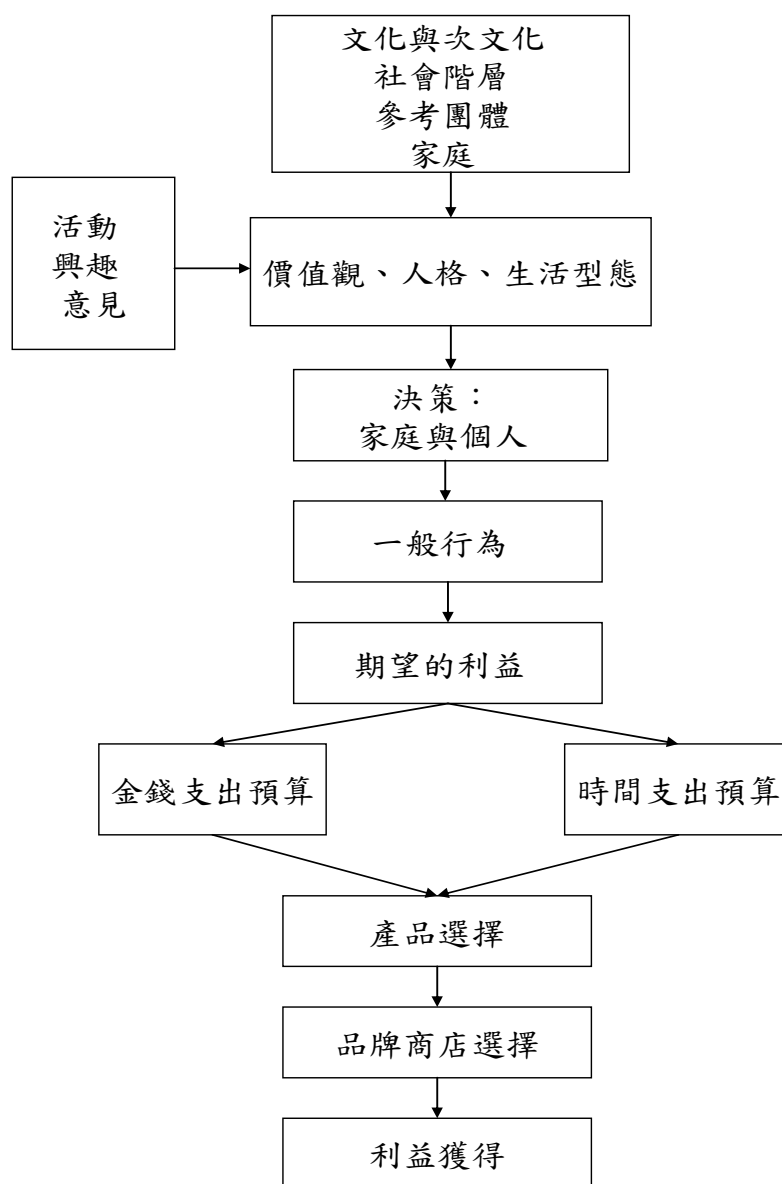 文化與次文化
社會階層
參考團體
家庭
活動
興趣
意見
價值觀、人格、生活型態
決策：
家庭與個人
一般行為
期望的利益
金錢支出預算
時間支出預算
產品選擇
品牌商店選擇
利益獲得